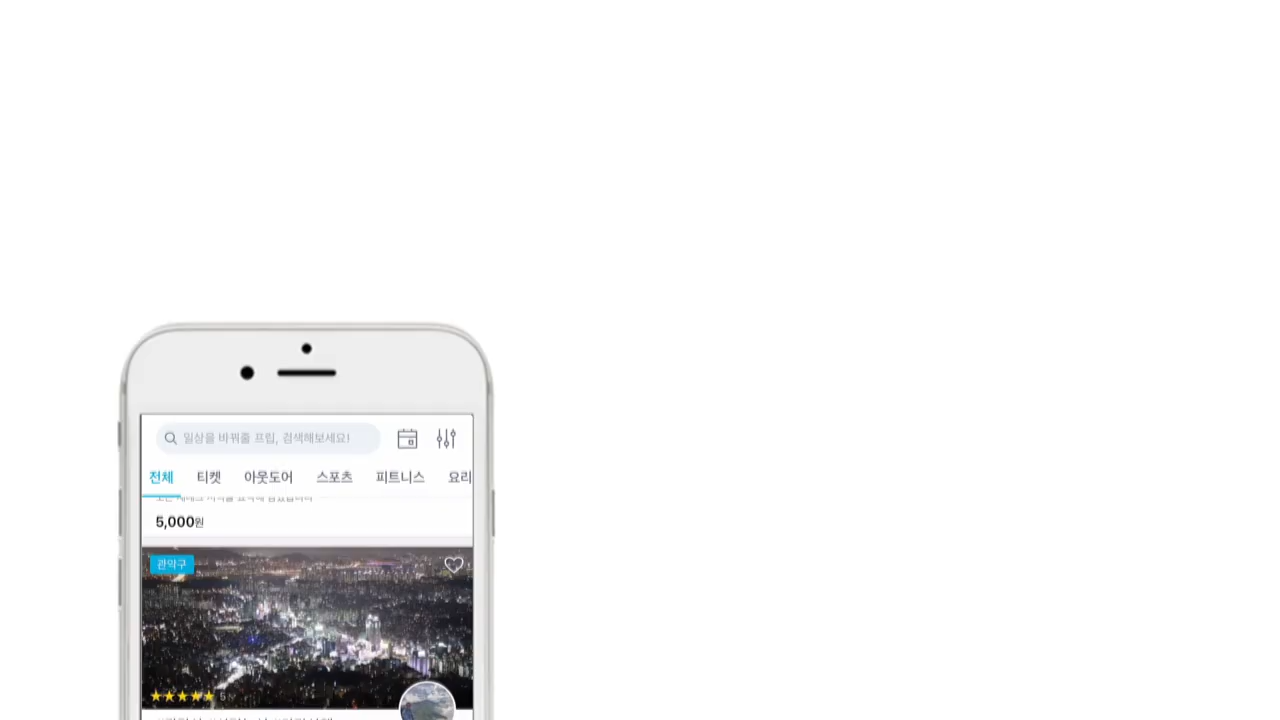 일상을 바꿔줄 프립, 검색해보세요!
전체 티켓 아웃도어 스포츠 피트니스 요리
5,000원
관악구
5